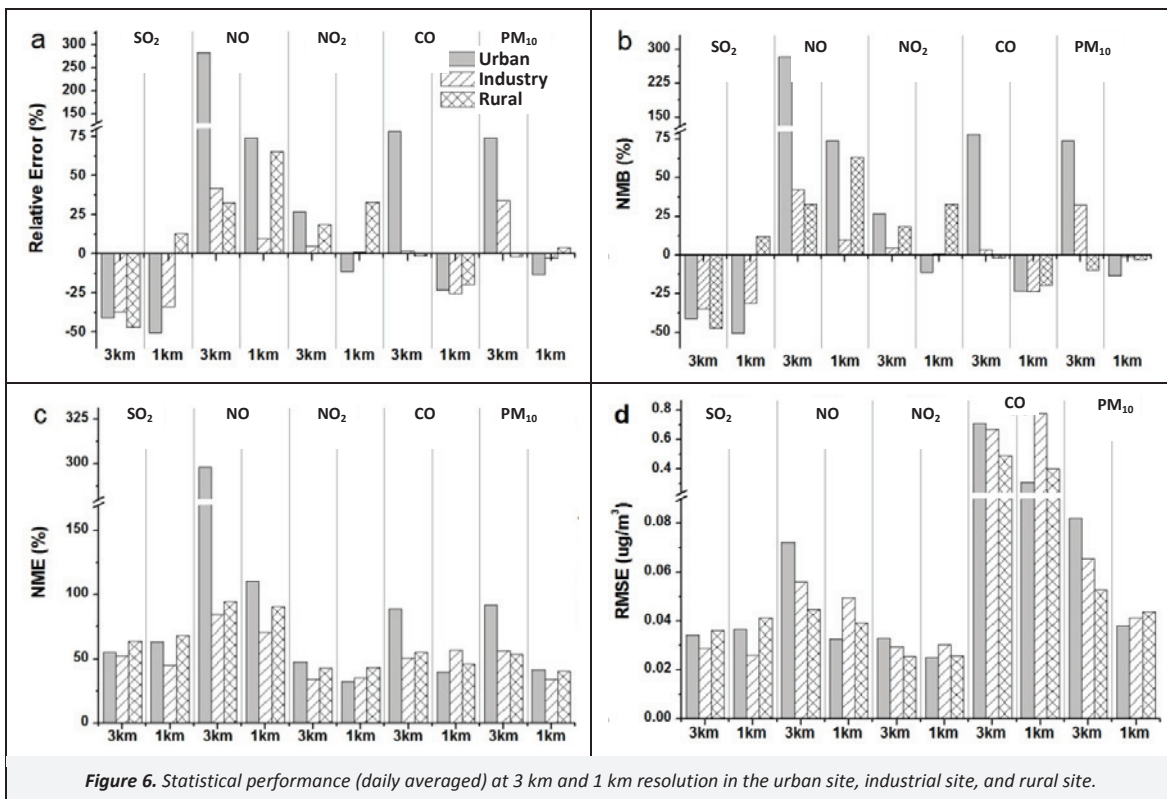 a
SO₂ NO NO₂ CO PM₁₀
Urban
Industry
Rural
Relative Error (%)
300
250
200
150
75
50
25
0
-25
-50
3km 1km 3km 1km 3km 1km 3km 1km 3km 1km
b
SO₂ NO NO₂ CO PM₁₀
NMB (%)
300
225
150
75
50
25
0
-25
-50
3km 1km 3km 1km 3km 1km 3km 1km 3km 1km
c
SO₂ NO NO₂ CO PM₁₀
NME (%)
325
300
150
100
50
0
3km 1km 3km 1km 3km 1km 3km 1km 3km 1km
d
SO₂ NO NO₂ CO PM₁₀
RMSE (ug/m³)
0.8
0.6
0.4
0.08
0.06
0.04
0.02
0.00
3km 1km 3km 1km 3km 1km 3km 1km 3km 1km
Figure 6. Statistical performance (daily averaged) at 3 km and 1 km resolution in the urban site, industrial site, and rural site.